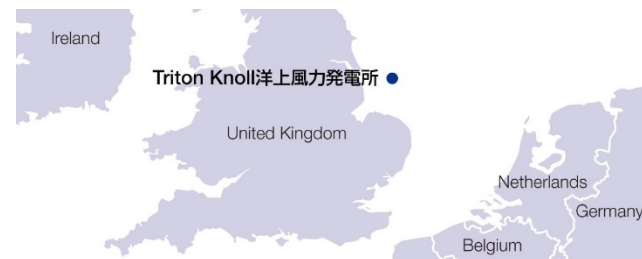 Ireland
Triton Knoll洋上風力発電所
United Kingdom
Netherlands
Germany
Belgium